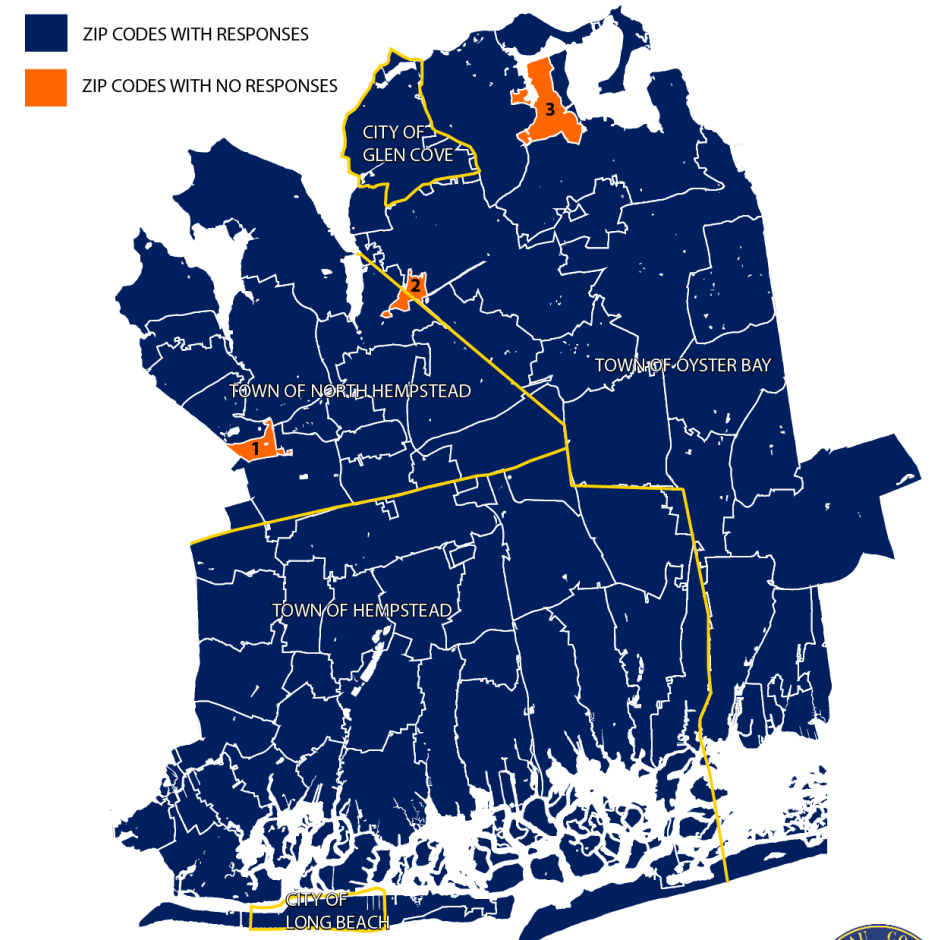 ZIP CODES WITH RESPONSES
ZIP CODES WITH NO RESPONSES
3
CITY OF
GLEN COVE
2
TOWN OF OYSTER BAY
TOWN OF NORTH HEMPSTEAD
1
TOWN OF HEMPSTEAD
CITY OF
LONG BEACH